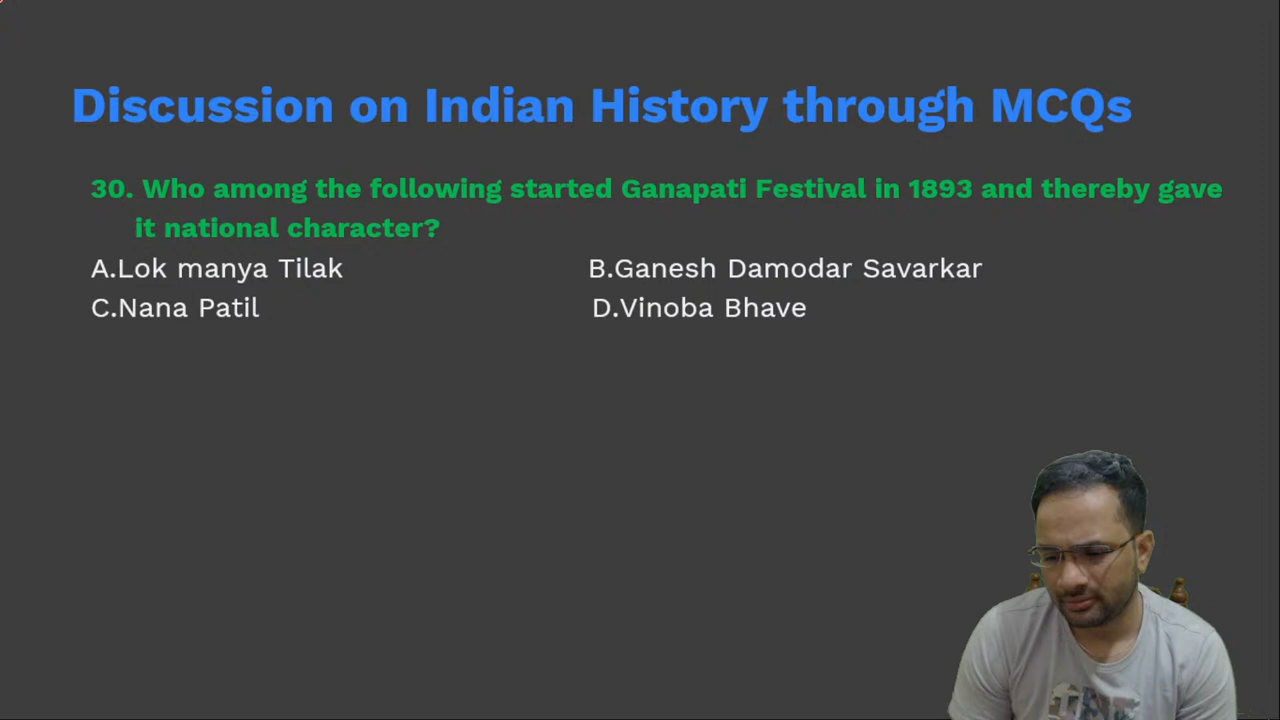 Discussion on Indian History through MCQs
30. Who among the following started Ganapati Festival in 1893 and thereby gave
it national character?
A.Lok manya Tilak B.Ganesh Damodar Savarkar
C.Nana Patil D.Vinoba Bhave